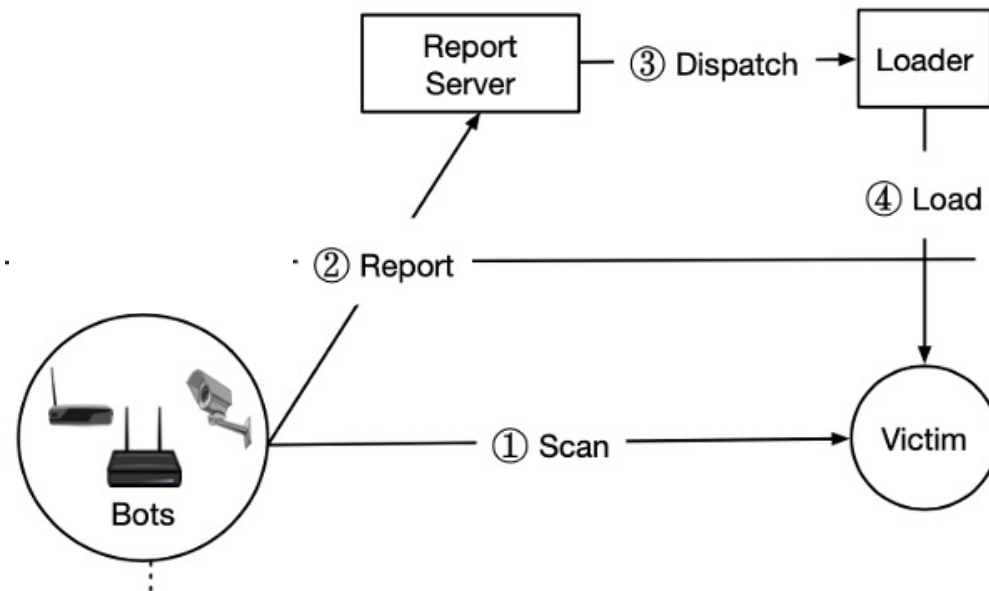 Report
Server
③ Dispatch
Loader
④ Load
② Report
① Scan
Victim
Bots